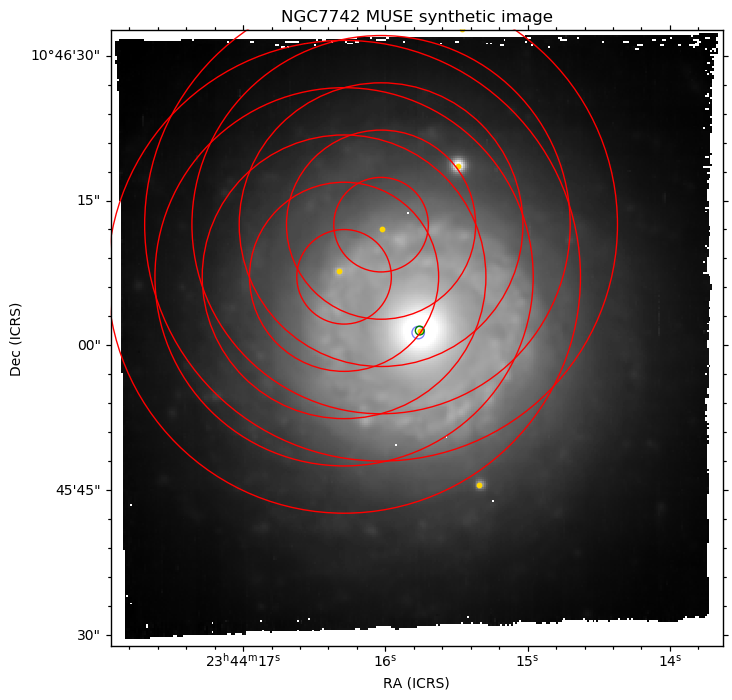 NGC7742 MUSE synthetic image
10°46'30"
15"
00"
45'45"
30"
Dec (ICRS)
23ʰ44ᵐ17ˢ
16ˢ
15ˢ
14ˢ
RA (ICRS)